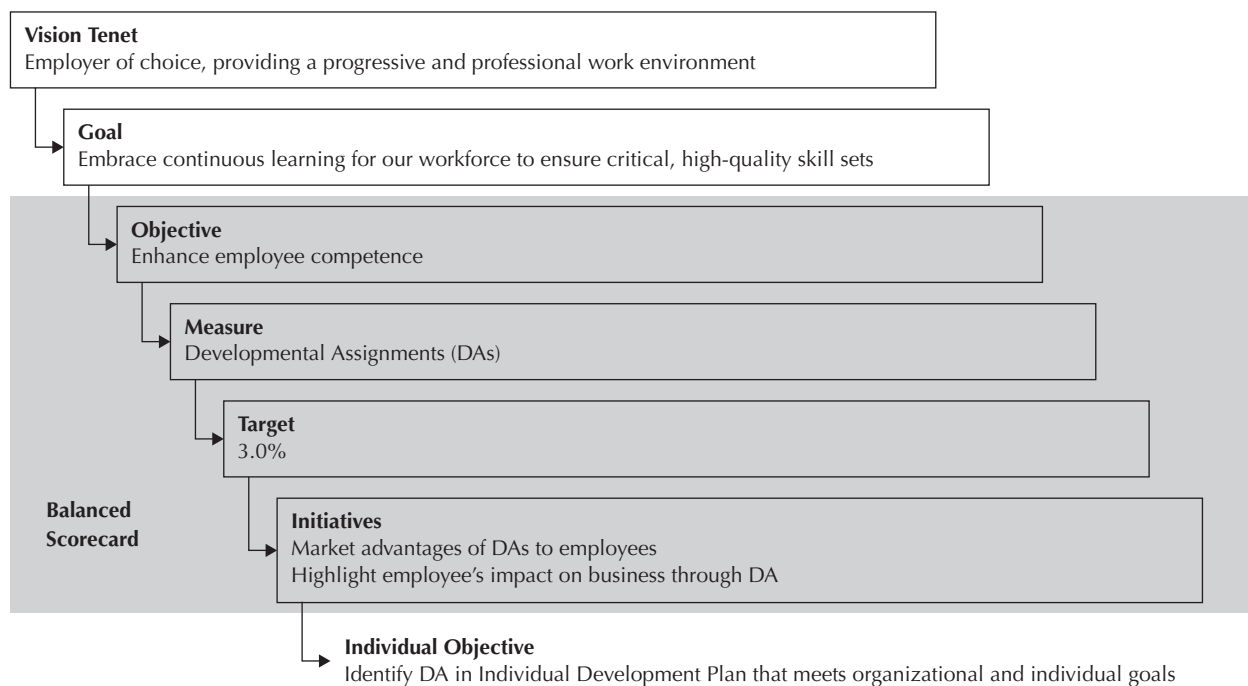 Vision Tenet
Employer of choice, providing a progressive and professional work environment
Goal
Embrace continuous learning for our workforce to ensure critical, high-quality skill sets
Objective
Enhance employee competence
Measure
Developmental Assignments (DAs)
Target
3.0%
Balanced
Scorecard
Initiatives
Market advantages of DAs to employees
Highlight employee’s impact on business through DA
Individual Objective
Identify DA in Individual Development Plan that meets organizational and individual goals